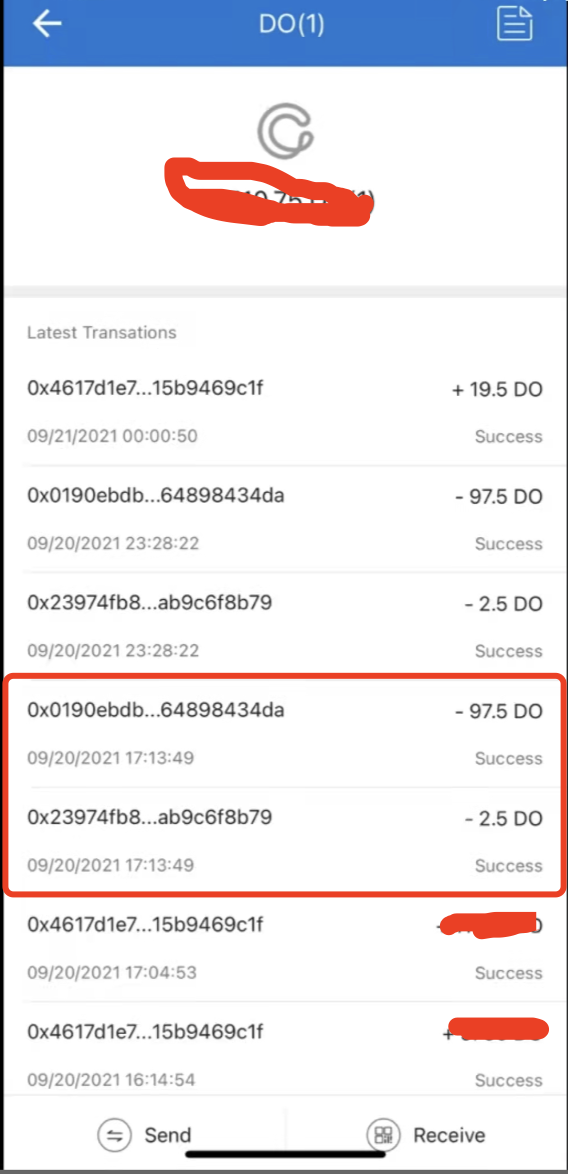 DO(1)
Latest Transations
0x4617d1e7...15b9469c1f
+ 19.5 DO
09/21/2021 00:00:50
Success
0x0190ebdb...64898434da
- 97.5 DO
09/20/2021 23:28:22
Success
0x23974fb8...ab9c6f8b79
- 2.5 DO
09/20/2021 23:28:22
Success
0x0190ebdb...64898434da
- 97.5 DO
09/20/2021 17:13:49
Success
0x23974fb8...ab9c6f8b79
- 2.5 DO
09/20/2021 17:13:49
Success
0x4617d1e7...15b9469c1f
09/20/2021 17:04:53
Success
0x4617d1e7...15b9469c1f
+
09/20/2021 16:14:54
Success
Send
Receive